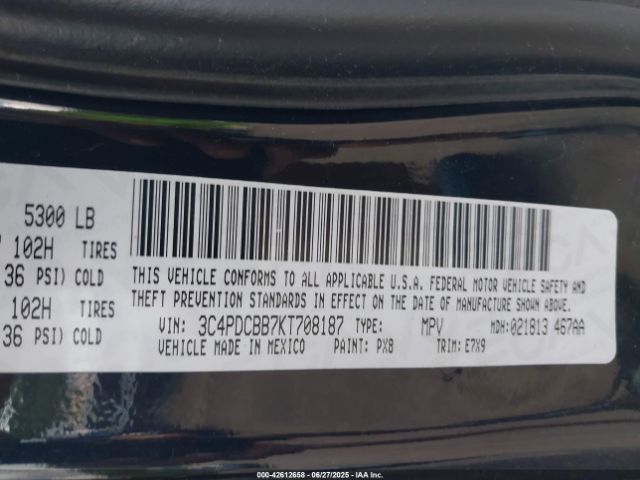 5300 LB
102H TIRES
36 PSI) COLD
102H TIRES
36 PSI) COLD
THIS VEHICLE CONFORMS TO ALL APPLICABLE U.S.A. FEDERAL MOTOR VEHICLE SAFETY AND
THEFT PREVENTION STANDARDS IN EFFECT ON THE DATE OF MANUFACTURE SHOWN ABOVE.
VIN: 3C4PDCBB7KT708187 TYPE: MPV MDH:021813 467AA
VEHICLE MADE IN MEXICO PAINT: PX8 TRIM: E7X9
000-42612658 | 06/27/2025 | IAA Inc.